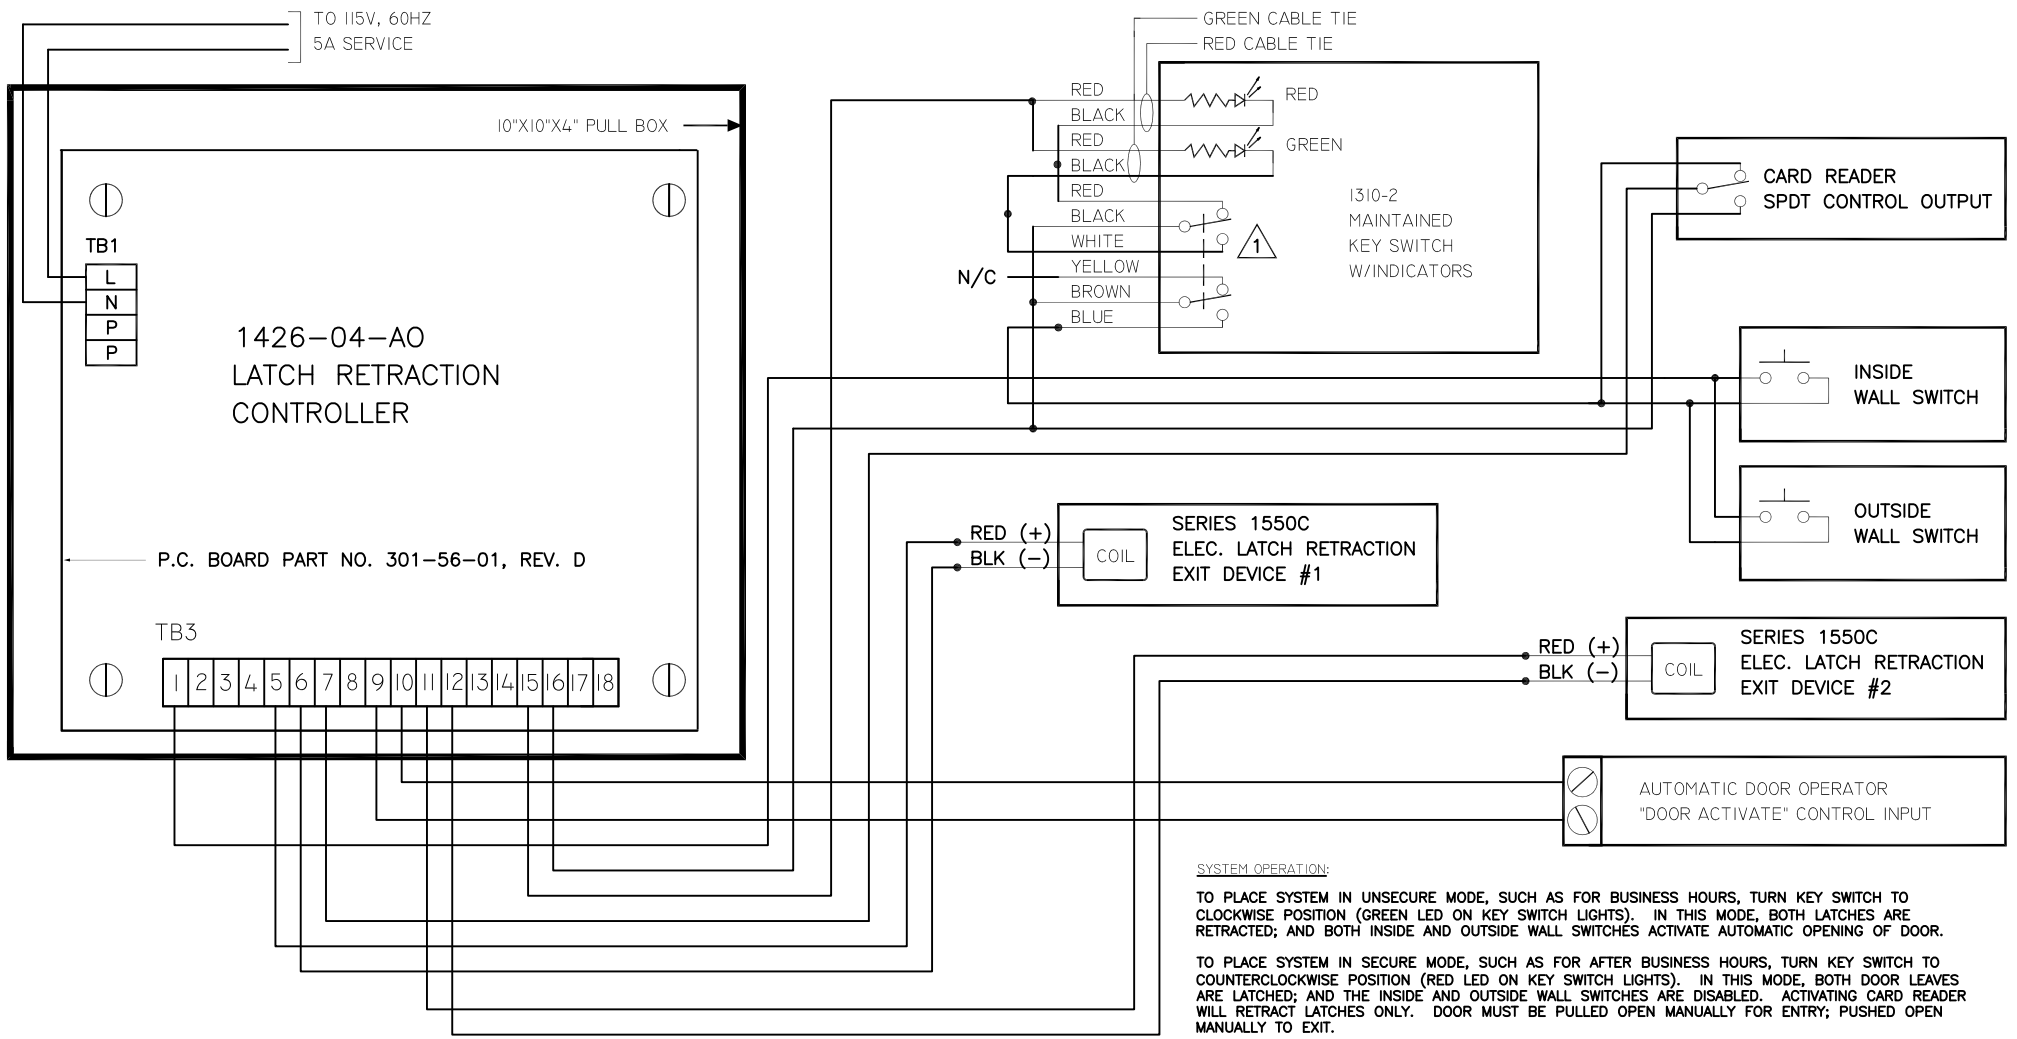 TO 115V, 60HZ
5A SERVICE
GREEN CABLE TIE
RED CABLE TIE
10"X10"X4" PULL BOX
TB1
L
N
P
P
1426-04-AO
LATCH RETRACTION
CONTROLLER
P.C. BOARD PART NO. 301-56-01, REV. D
TB3
1 2 3 4 5 6 7 8 9 10 11 12 13 14 15 16 17 18
RED
BLACK
RED
BLACK
RED
BLACK
WHITE
N/C YELLOW
BROWN
BLUE
RED
GREEN
1310-2
MAINTAINED
KEY SWITCH
W/INDICATORS
1
CARD READER
SPDT CONTROL OUTPUT
INSIDE
WALL SWITCH
OUTSIDE
WALL SWITCH
RED (+)
BLK (-)
COIL
SERIES 1550C
ELEC. LATCH RETRACTION
EXIT DEVICE #1
RED (+)
BLK (-)
COIL
SERIES 1550C
ELEC. LATCH RETRACTION
EXIT DEVICE #2
AUTOMATIC DOOR OPERATOR
"DOOR ACTIVATE" CONTROL INPUT
SYSTEM OPERATION:
TO PLACE SYSTEM IN UNSECURE MODE, SUCH AS FOR BUSINESS HOURS, TURN KEY SWITCH TO
CLOCKWISE POSITION (GREEN LED ON KEY SWITCH LIGHTS). IN THIS MODE, BOTH LATCHES ARE
RETRACTED; AND BOTH INSIDE AND OUTSIDE WALL SWITCHES ACTIVATE AUTOMATIC OPENING OF DOOR.
TO PLACE SYSTEM IN SECURE MODE, SUCH AS FOR AFTER BUSINESS HOURS, TURN KEY SWITCH TO
COUNTERCLOCKWISE POSITION (RED LED ON KEY SWITCH LIGHTS). IN THIS MODE, BOTH DOOR LEAVES
ARE LATCHED; AND THE INSIDE AND OUTSIDE WALL SWITCHES ARE DISABLED. ACTIVATING CARD READER
WILL RETRACT LATCHES ONLY. DOOR MUST BE PULLED OPEN MANUALLY FOR ENTRY; PUSHED OPEN
MANUALLY TO EXIT.